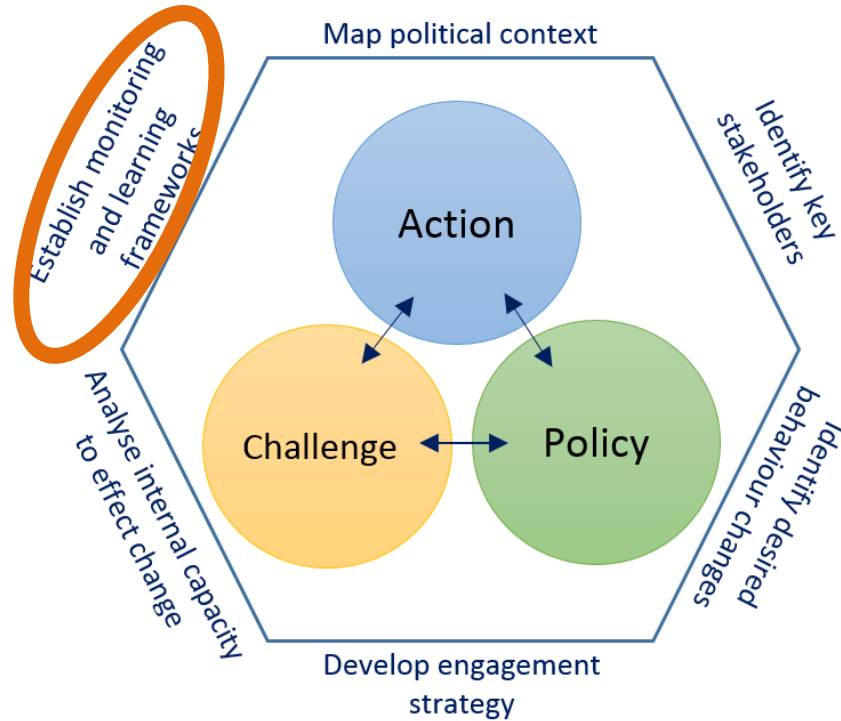 Map political context
Establish monitoring
and learning
frameworks
Identify key
stakeholders
Action
Challenge
Policy
Analyse internal capacity
to effect change
Identify desired
behaviour changes
Develop engagement
strategy